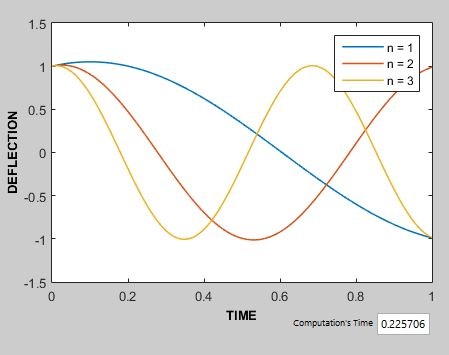 1.5
1
0.5
0
-0.5
-1
-1.5
DEFLECTION
n = 1
n = 2
n = 3
0
0.2
0.4
0.6
0.8
1
TIME
Computation's Time 0.225706